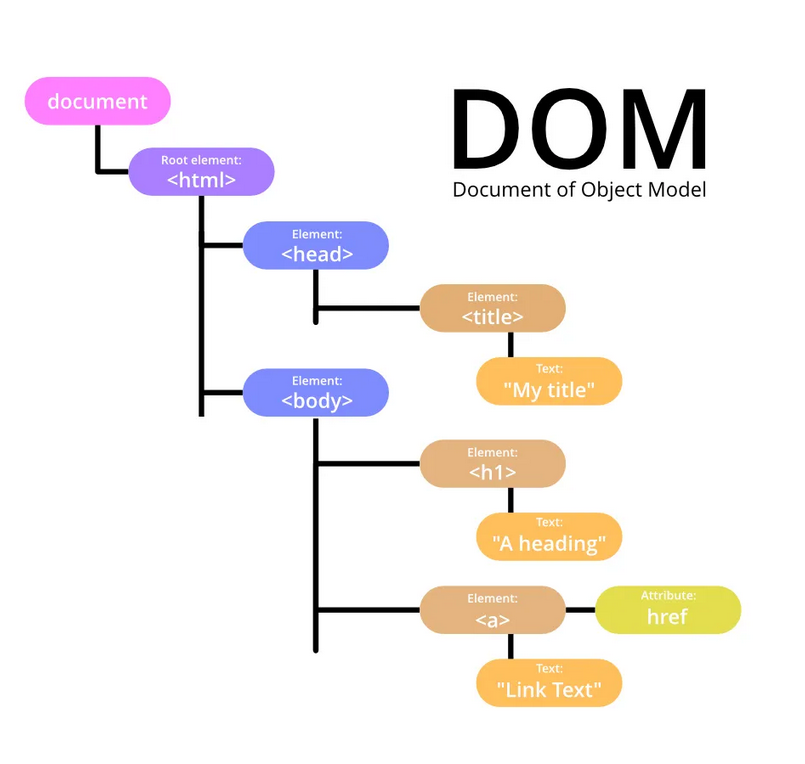 DOM
Document of Object Model
document
Root element:
<html>
Element:
<head>
Element:
<title>
Text:
"My title"
Element:
<body>
Element:
<h1>
Text:
"A heading"
Element:
<a>
Attribute:
href
Text:
"Link Text"